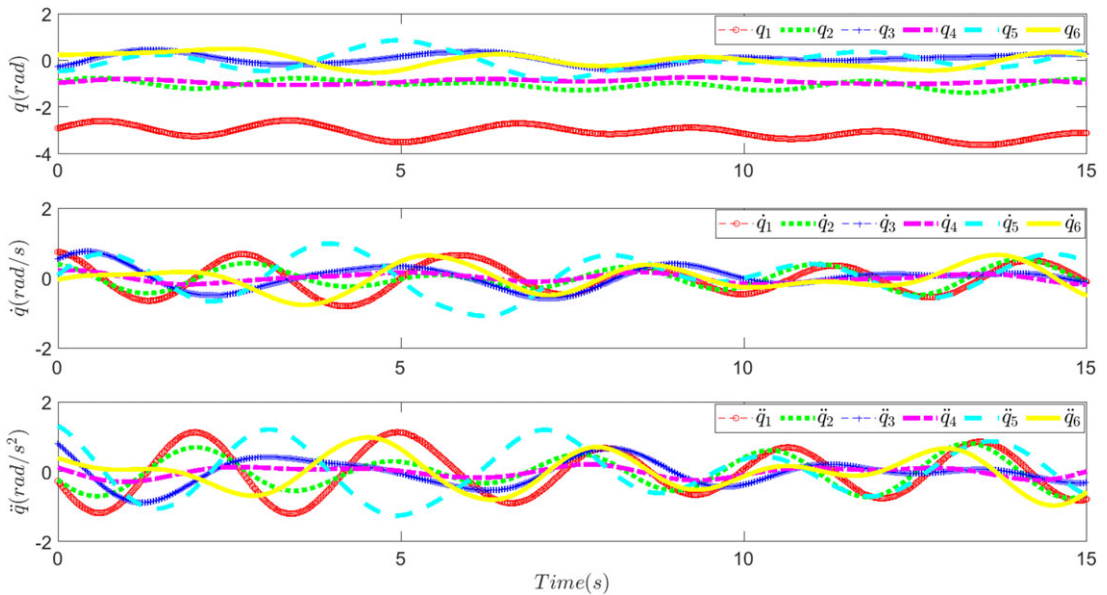 2
q₁ q₂ q₃ q₄ q₅ q₆
0
q(rad)
-2
-4
0 5 10 15
2
q̇₁ q̇₂ q̇₃ q̇₄ q̇₅ q̇₆
0
q̇(rad/s)
-2
0 5 10 15
2
q̈₁ q̈₂ q̈₃ q̈₄ q̈₅ q̈₆
0
q̈(rad/s²)
-2
0 5 10 15
Time(s)